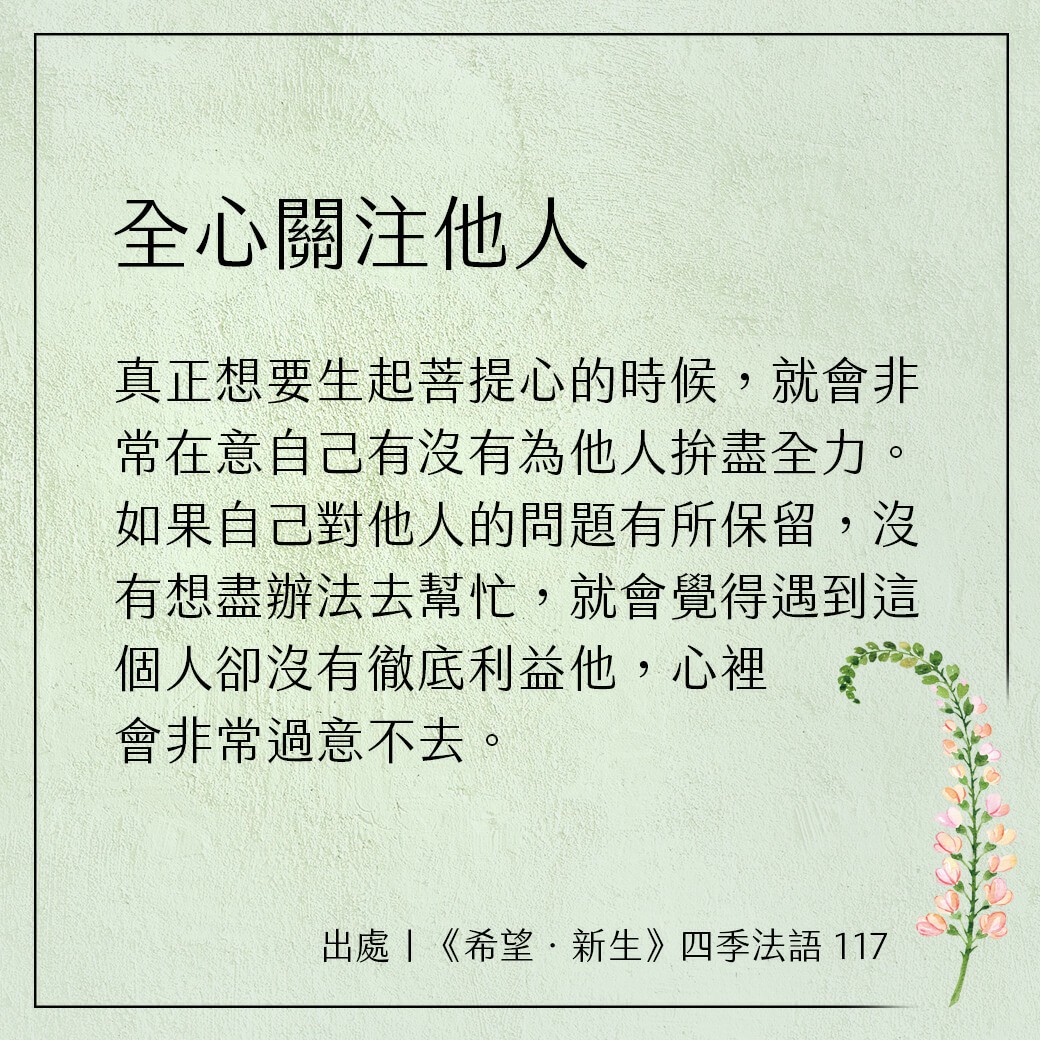 全心關注他人
真正想要生起菩提心的時候，就會非
常在意自己有沒有為他人拚盡全力。
如果自己對他人的問題有所保留，沒
有想盡辦法去幫忙，就會覺得遇到這
個人卻沒有徹底利益他，心裡
會非常過意不去。
出處丨《希望．新生》四季法語 117